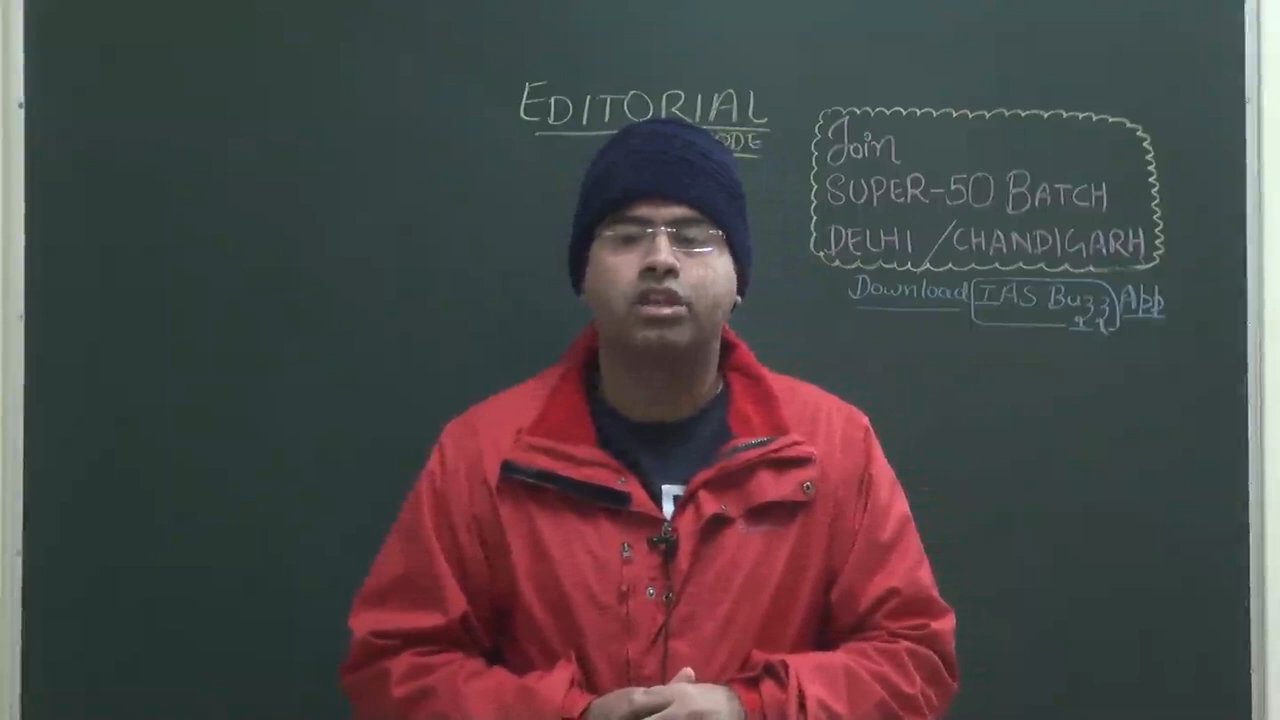 EDITORIAL
Join
SUPER-50 BATCH
DELHI / CHANDIGARH
Download IAS Buzz App